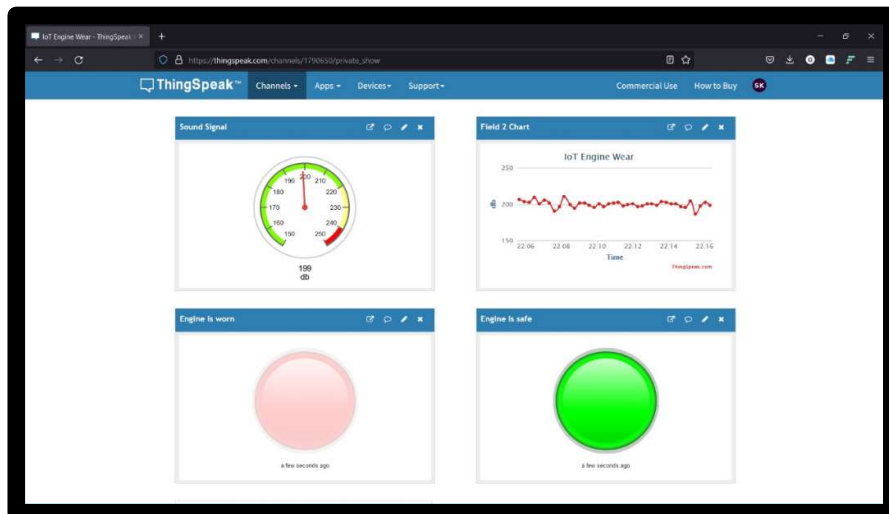 IoT Engine Wear - ThingSpeak
https://thingspeak.com/channels/1790650/private_show
ThingSpeak™
Channels
Apps
Devices
Support
Commercial Use
How to Buy
SK
Sound Signal
150
160
170
180
190
200
210
220
230
240
250
199
db
Field 2 Chart
IoT Engine Wear
250
200
150
db
22:06 22:08 22:10 22:12 22:14 22:16
Time
ThingSpeak.com
Engine is worn
a few seconds ago
Engine is safe
a few seconds ago